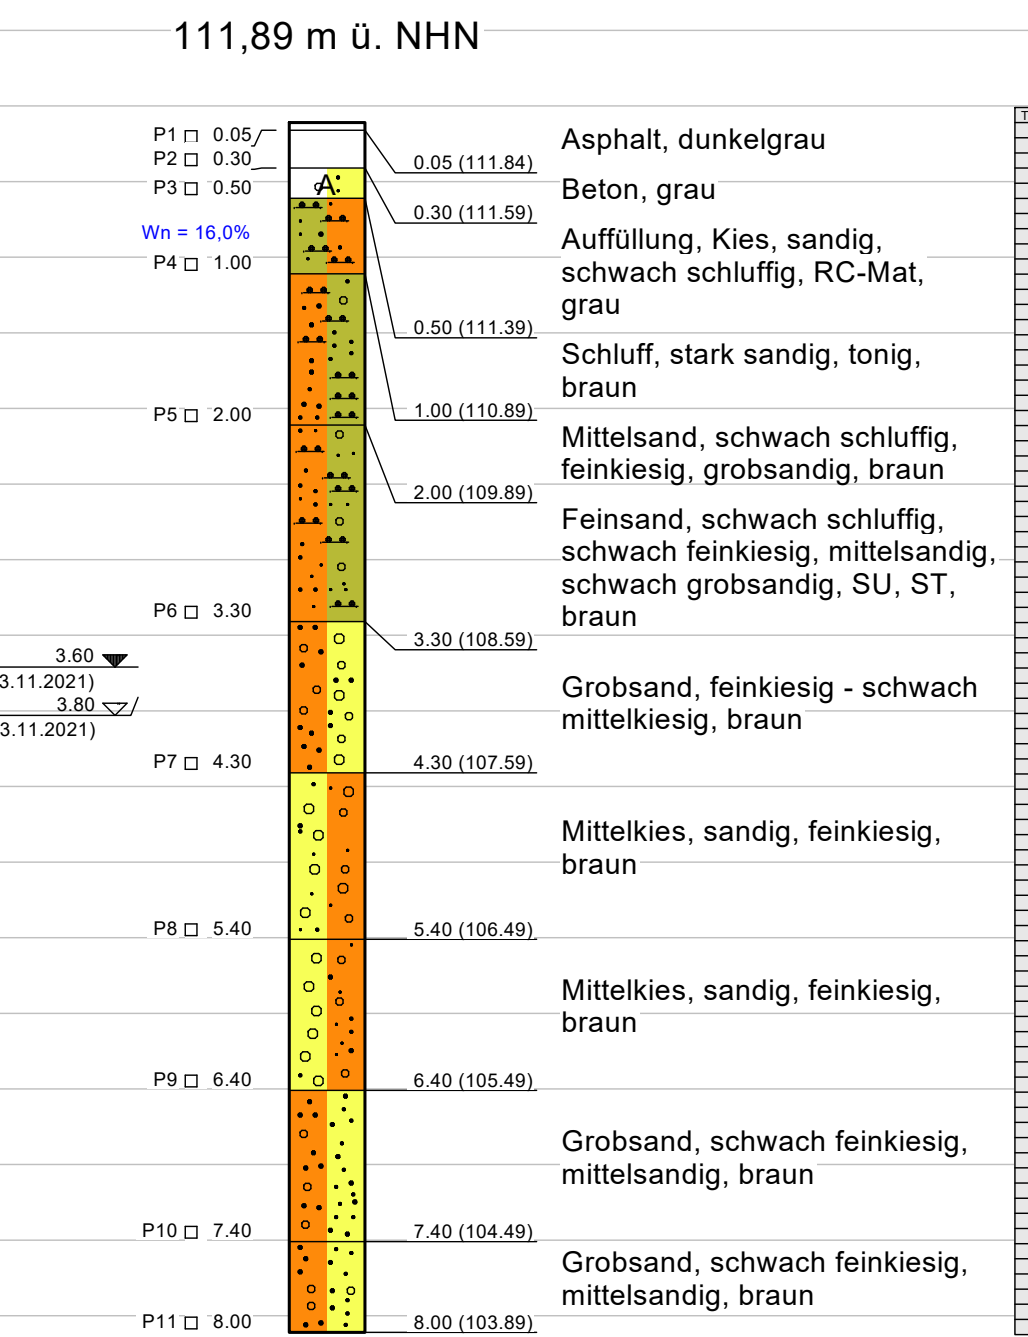 111,89 m ü. NHN
T
P1 0.05
P2 0.30
P3 0.50
Wn = 16,0%
P4 1.00
P5 2.00
P6 3.30
3.60
3.11.2021)
3.80
3.11.2021)
P7 4.30
P8 5.40
P9 6.40
P10 7.40
P11 8.00
A
0.05 (111.84)
0.30 (111.59)
0.50 (111.39)
1.00 (110.89)
2.00 (109.89)
3.30 (108.59)
4.30 (107.59)
5.40 (106.49)
6.40 (105.49)
7.40 (104.49)
8.00 (103.89)
Asphalt, dunkelgrau
Beton, grau
Auffüllung, Kies, sandig,
schwach schluffig, RC-Mat,
grau
Schluff, stark sandig, tonig,
braun
Mittelsand, schwach schluffig,
feinkiesig, grobsandig, braun
Feinsand, schwach schluffig,
schwach feinkiesig, mittelsandig,
schwach grobsandig, SU, ST,
braun
Grobsand, feinkiesig - schwach
mittelkiesig, braun
Mittelkies, sandig, feinkiesig,
braun
Mittelkies, sandig, feinkiesig,
braun
Grobsand, schwach feinkiesig,
mittelsandig, braun
Grobsand, schwach feinkiesig,
mittelsandig, braun